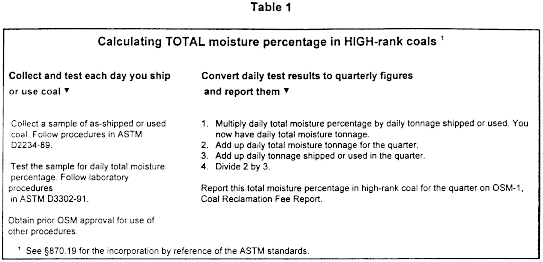 Table 1
Calculating TOTAL moisture percentage in HIGH-rank coals 1
Collect and test each day you ship
or use coal ▼
Collect a sample of as-shipped or used
coal. Follow procedures in ASTM
D2234-89.
Test the sample for daily total moisture
percentage. Follow laboratory
procedures
in ASTM D3302-91.
Obtain prior OSM approval for use of
other procedures.
Convert daily test results to quarterly figures
and report them ▼
1. Multiply daily total moisture percentage by daily tonnage shipped or used. You
now have daily total moisture tonnage.
2. Add up daily total moisture tonnage for the quarter.
3. Add up daily tonnage shipped or used in the quarter.
4. Divide 2 by 3.
Report this total moisture percentage in high-rank coal for the quarter on OSM-1,
Coal Reclamation Fee Report.
1 See §870.19 for the incorporation by reference of the ASTM standards.